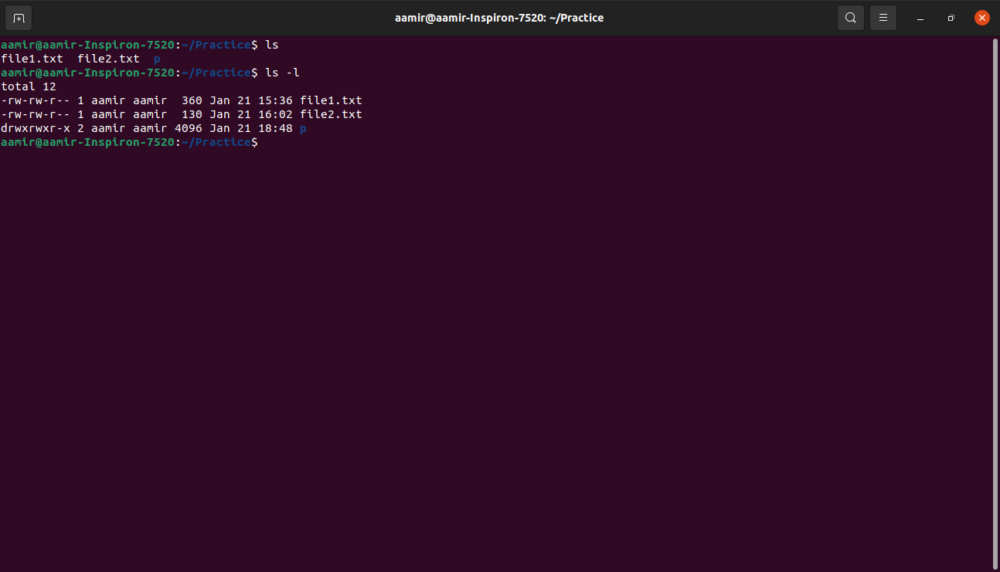 aamir@aamir-Inspiron-7520: ~/Practice
aamir@aamir-Inspiron-7520:~/Practice$ ls
file1.txt  file2.txt  p
aamir@aamir-Inspiron-7520:~/Practice$ ls -l
total 12
-rw-rw-r-- 1 aamir aamir  360 Jan 21 15:36 file1.txt
-rw-rw-r-- 1 aamir aamir  130 Jan 21 16:02 file2.txt
drwxrwxr-x 2 aamir aamir 4096 Jan 21 18:48 p
aamir@aamir-Inspiron-7520:~/Practice$